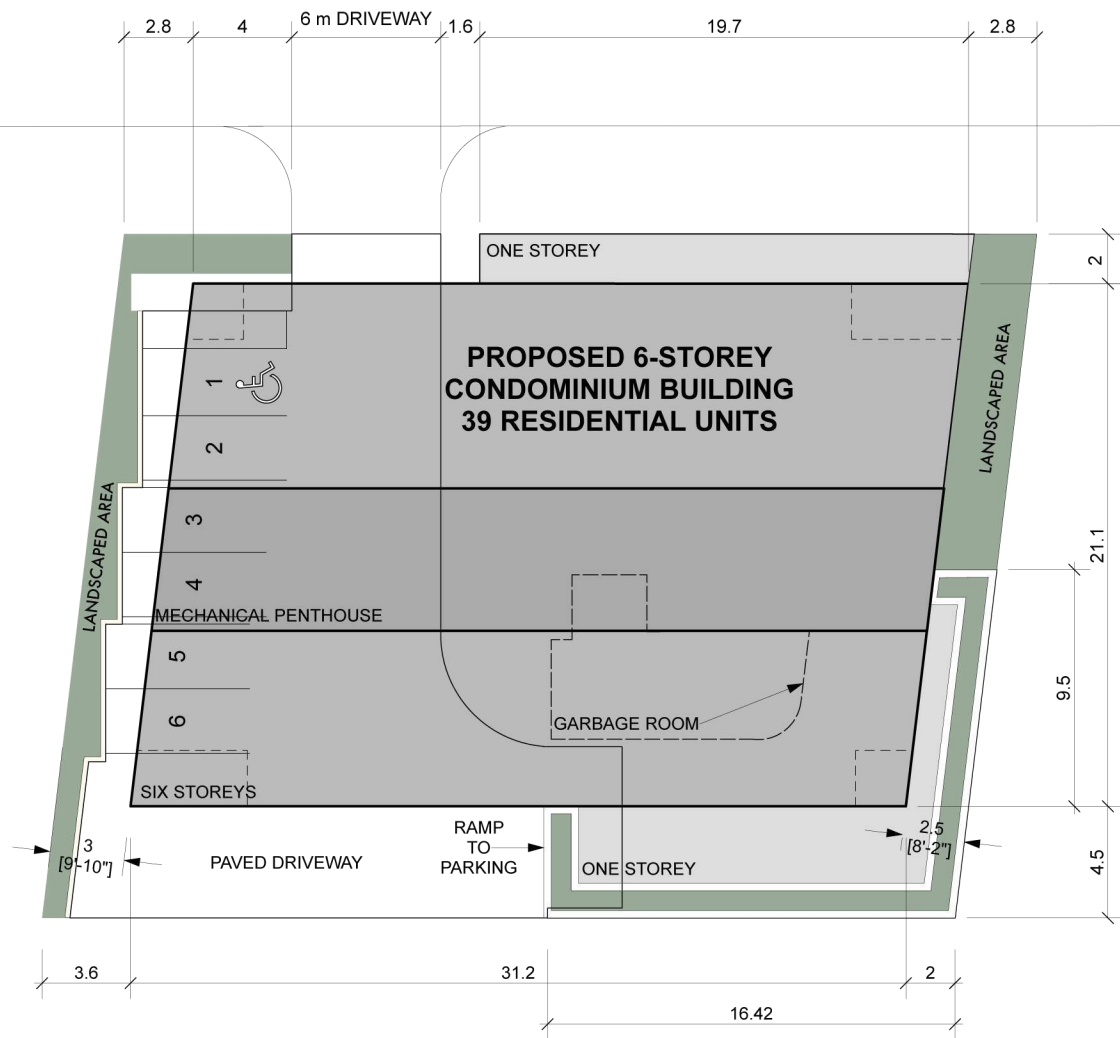 2.8
4
6 m DRIVEWAY
1.6
19.7
2.8
ONE STOREY
2
PROPOSED 6-STOREY
CONDOMINIUM BUILDING
39 RESIDENTIAL UNITS
LANDSCAPED AREA
1
2
3
LANDSCAPED AREA
21.1
4
MECHANICAL PENTHOUSE
5
9.5
6
GARBAGE ROOM
SIX STOREYS
3
[9'-10"]
PAVED DRIVEWAY
RAMP
TO
PARKING
ONE STOREY
2.5
[8'-2"]
4.5
3.6
31.2
2
16.42